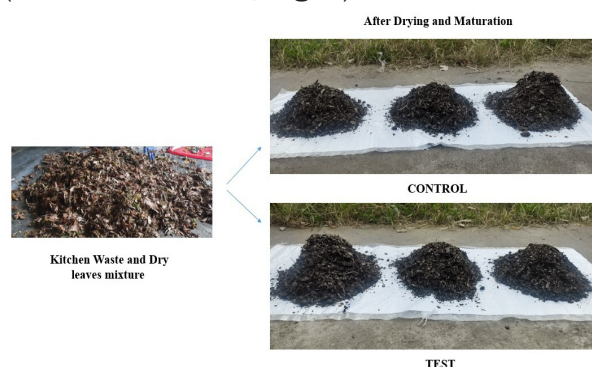 After Drying and Maturation
CONTROL
Kitchen Waste and Dry
leaves mixture
TEST